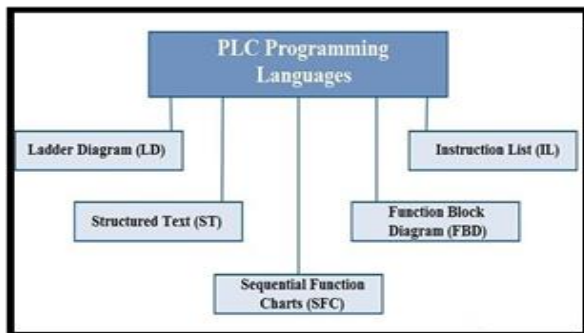 PLC Programming
Languages
Ladder Diagram (LD)
Instruction List (IL)
Structured Text (ST)
Function Block
Diagram (FBD)
Sequential Function
Charts (SFC)